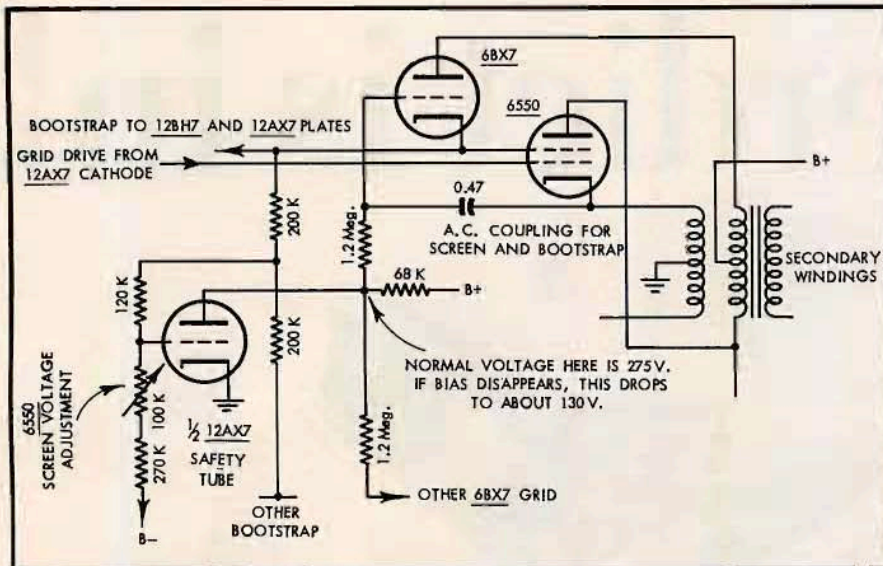 6BX7
6550
BOOTSTRAP TO 12BH7 AND 12AX7 PLATES
GRID DRIVE FROM
12AX7 CATHODE
B+
0.47
A.C. COUPLING FOR
SCREEN AND BOOTSTRAP
200 K
1.2 Meg.
SECONDARY
WINDINGS
68 K
B+
120 K
200 K
NORMAL VOLTAGE HERE IS 275V.
IF BIAS DISAPPEARS, THIS DROPS
TO ABOUT 130V.
6550
SCREEN VOLTAGE
ADJUSTMENT
100 K
270 K
½ 12AX7
SAFETY
TUBE
1.2 Meg.
B-
OTHER
BOOTSTRAP
OTHER 6BX7 GRID